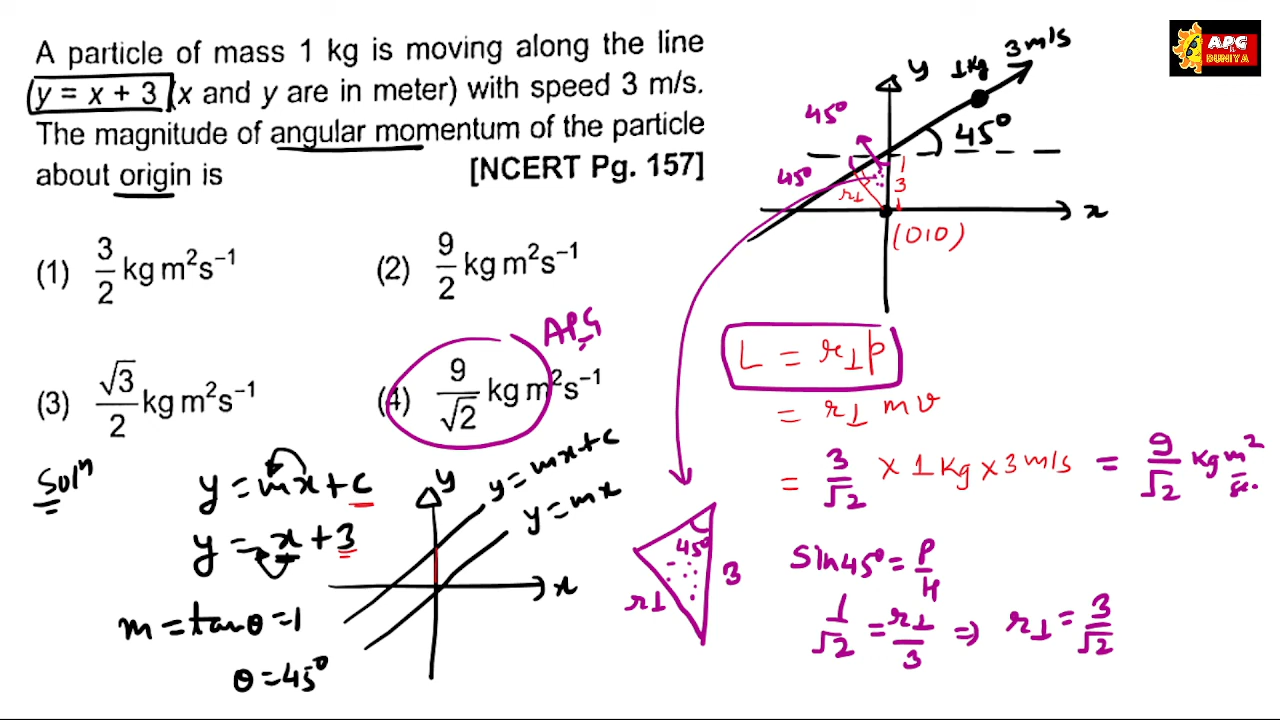 A particle of mass 1 kg is moving along the line
y = x + 3 (x and y are in meter) with speed 3 m/s.
The magnitude of angular momentum of the particle
about origin is [NCERT Pg. 157]
(1) 3/2 kg m²s⁻¹
(2) 9/2 kg m²s⁻¹
(3) √3/2 kg m²s⁻¹
(4) 9/√2 kg m²s⁻¹
APG
Solⁿ
y = mx + c
y = x + 3
m = tanθ = 1
θ = 45°
y
y = mx + c
y = mx
x
APG
DUNIYA
y
1kg
3 m/s
45°
45°
45°
3
r⊥
x
(0,0)
L = r⊥p
= r⊥ mv
= 3/√2 × 1 kg × 3 m/s = 9/√2 kg m²/s.
45°
3
r⊥
Sin 45° = P/H
1/√2 = r⊥/3 ⇒ r⊥ = 3/√2